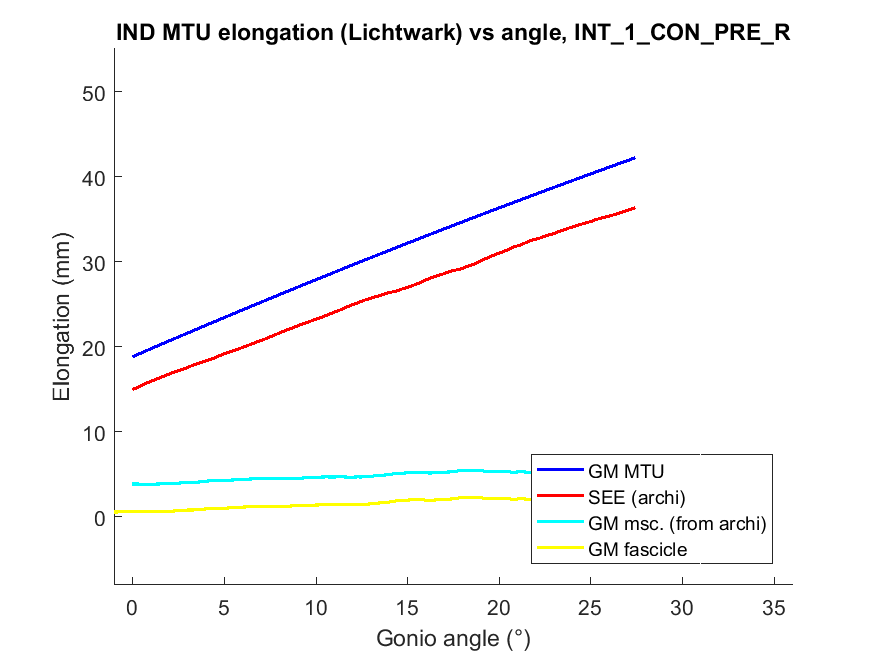 IND MTU elongation (Lichtwark) vs angle, INT_1_CON_PRE_R
50
40
30
20
10
0
Elongation (mm)
0 5 10 15 20 25 30 35
Gonio angle (°)
GM MTU
SEE (archi)
GM msc. (from archi)
GM fascicle